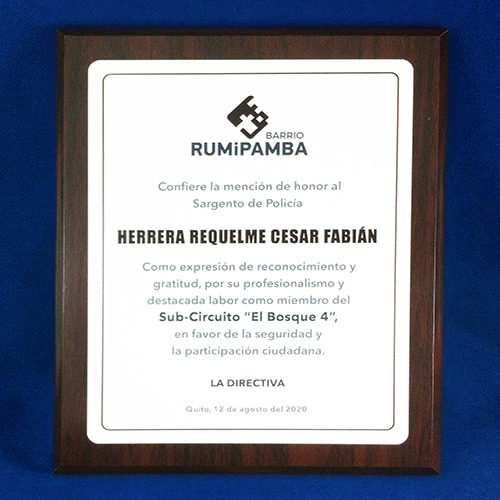 BARRIO
RUMiPAMBA
Confiere la mención de honor al
Sargento de Policía
HERRERA REQUELME CESAR FABIÁN
Como expresión de reconocimiento y
gratitud, por su profesionalismo y
destacada labor como miembro del
Sub-Circuito “El Bosque 4”,
en favor de la seguridad y
la participación ciudadana.
LA DIRECTIVA
Quito, 12 de agosto del 2020